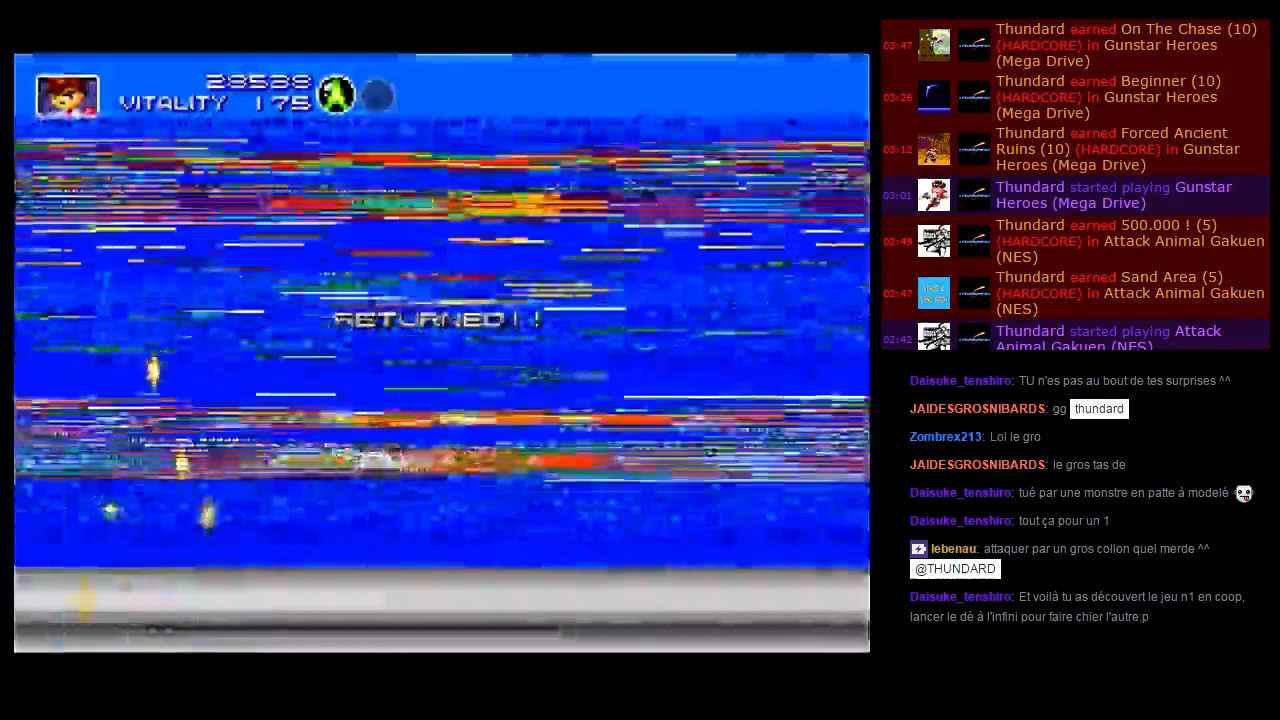 28538
VITALITY 175
RETURNED!!
03:47
Thundard earned On The Chase (10)
(HARDCORE) in Gunstar Heroes
(Mega Drive)
03:26
Thundard earned Beginner (10)
(HARDCORE) in Gunstar Heroes
(Mega Drive)
03:12
Thundard earned Forced Ancient
Ruins (10) (HARDCORE) in Gunstar
Heroes (Mega Drive)
03:01
Thundard started playing Gunstar
Heroes (Mega Drive)
02:49
Thundard earned 500.000 ! (5)
(HARDCORE) in Attack Animal Gakuen
(NES)
02:47
Thundard earned Sand Area (5)
(HARDCORE) in Attack Animal Gakuen
(NES)
02:42
Thundard started playing Attack
Animal Gakuen (NES)
Daisuke_tenshiro: TU n'es pas au bout de tes surprises ^^
JAIDESGROSNIBARDS: gg thundard
Zombrex213: Lol le gro
JAIDESGROSNIBARDS: le gros tas de
Daisuke_tenshiro: tué par une monstre en patte à modelé
Daisuke_tenshiro: tout ça pour un 1
lebenau: attaquer par un gros collon quel merde ^^
@THUNDARD
Daisuke_tenshiro: Et voilà tu as découvert le jeu n1 en coop,
lancer le dé à l'infini pour faire chier l'autre:p